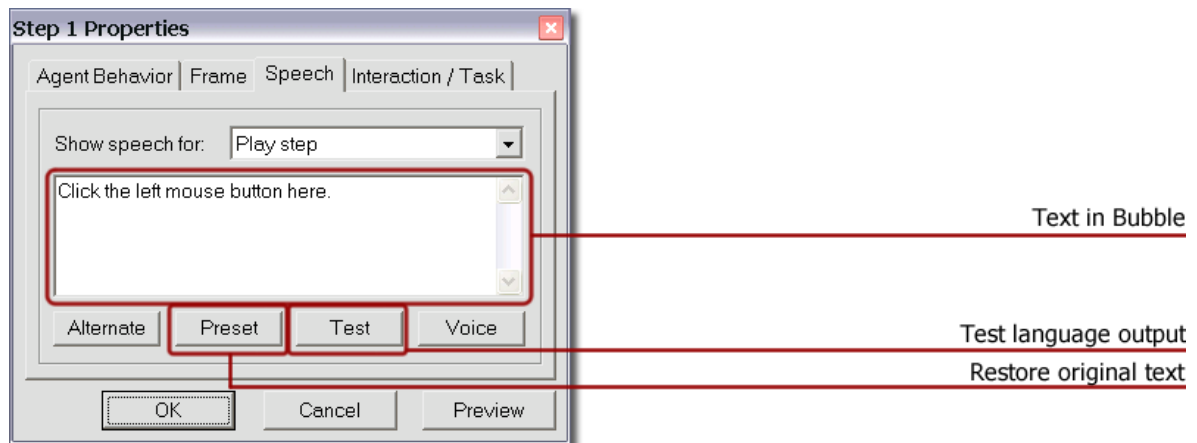 Step 1 Properties
Agent Behavior Frame Speech Interaction / Task
Show speech for: Play step
Click the left mouse button here.
Text in Bubble
Alternate Preset Test Voice
Test language output
Restore original text
OK Cancel Preview